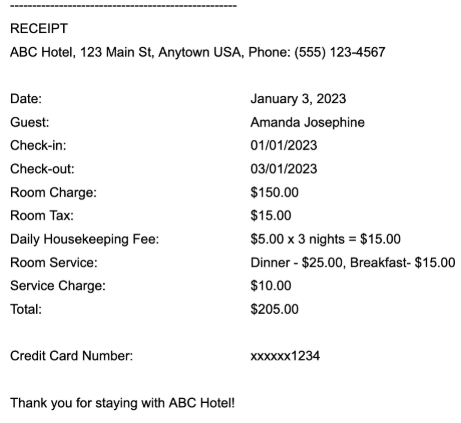 RECEIPT
ABC Hotel, 123 Main St, Anytown USA, Phone: (555) 123-4567
Date: January 3, 2023
Guest: Amanda Josephine
Check-in: 01/01/2023
Check-out: 03/01/2023
Room Charge: $150.00
Room Tax: $15.00
Daily Housekeeping Fee: $5.00 x 3 nights = $15.00
Room Service: Dinner - $25.00, Breakfast- $15.00
Service Charge: $10.00
Total: $205.00
Credit Card Number: xxxxxx1234
Thank you for staying with ABC Hotel!